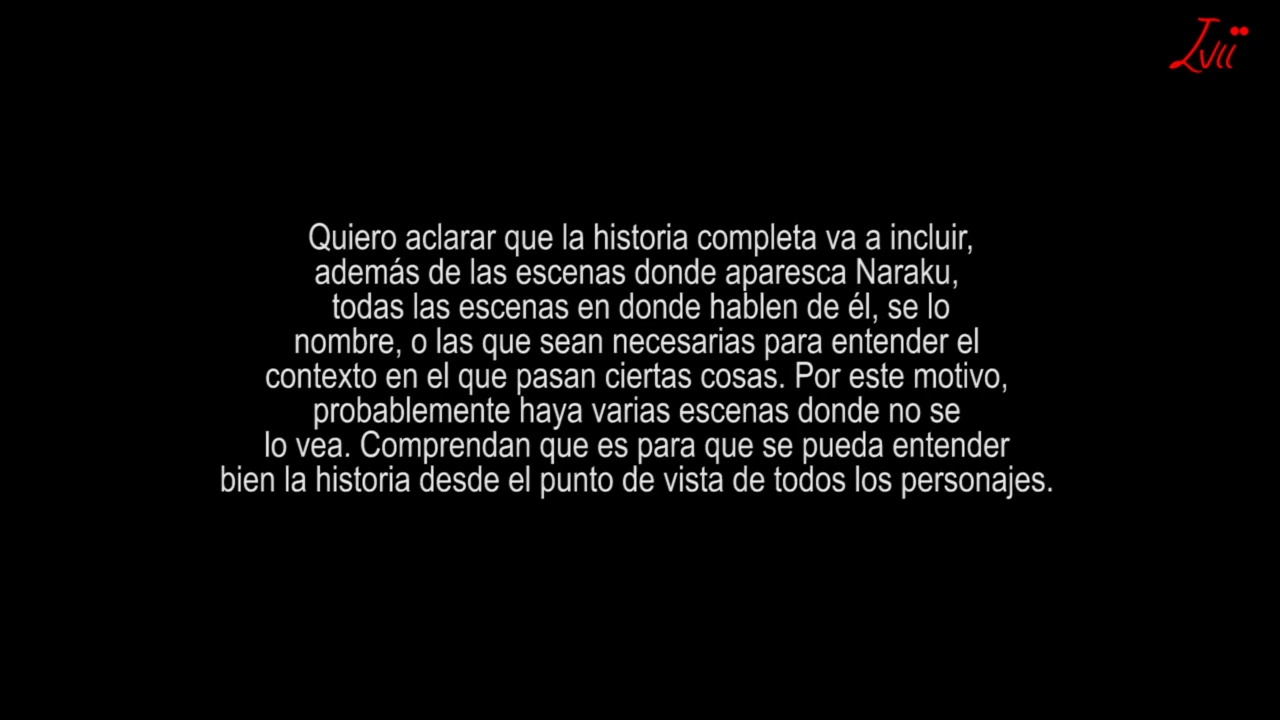 Quiero aclarar que la historia completa va a incluir,
además de las escenas donde aparesca Naraku,
todas las escenas en donde hablen de él, se lo
nombre, o las que sean necesarias para entender el
contexto en el que pasan ciertas cosas. Por este motivo,
probablemente haya varias escenas donde no se
lo vea. Comprendan que es para que se pueda entender
bien la historia desde el punto de vista de todos los personajes.